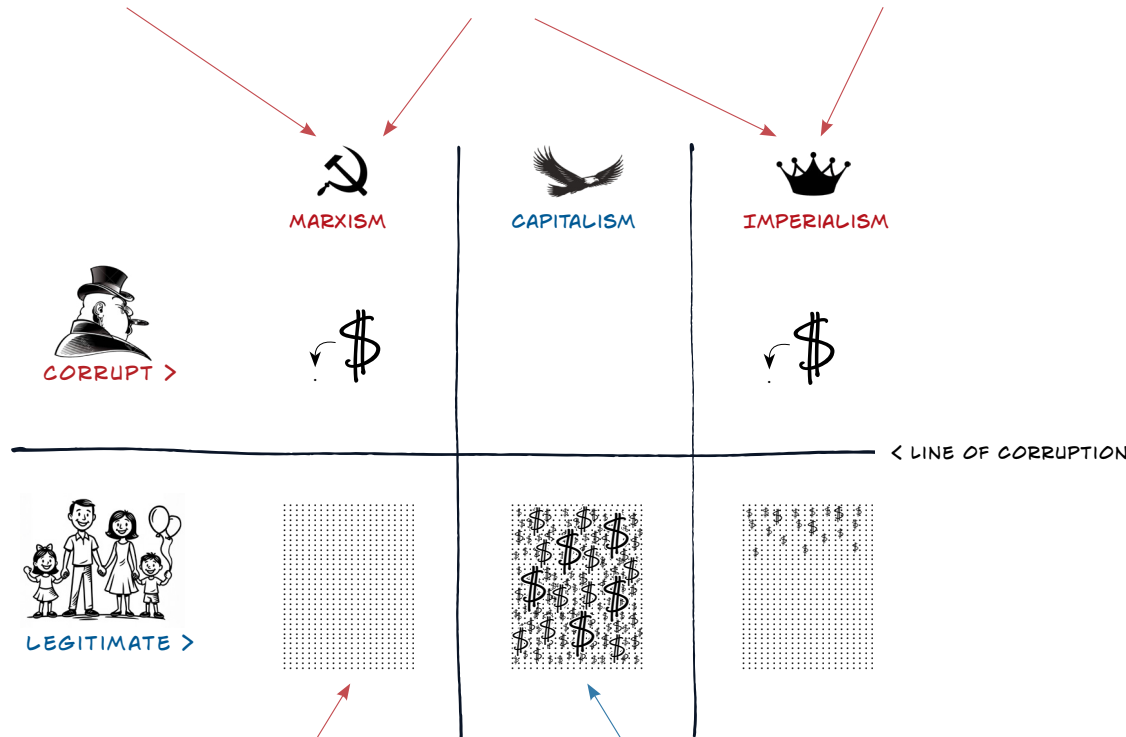 MARXISM
CAPITALISM
IMPERIALISM
$
$
CORRUPT >
< LINE OF CORRUPTION
LEGITIMATE >